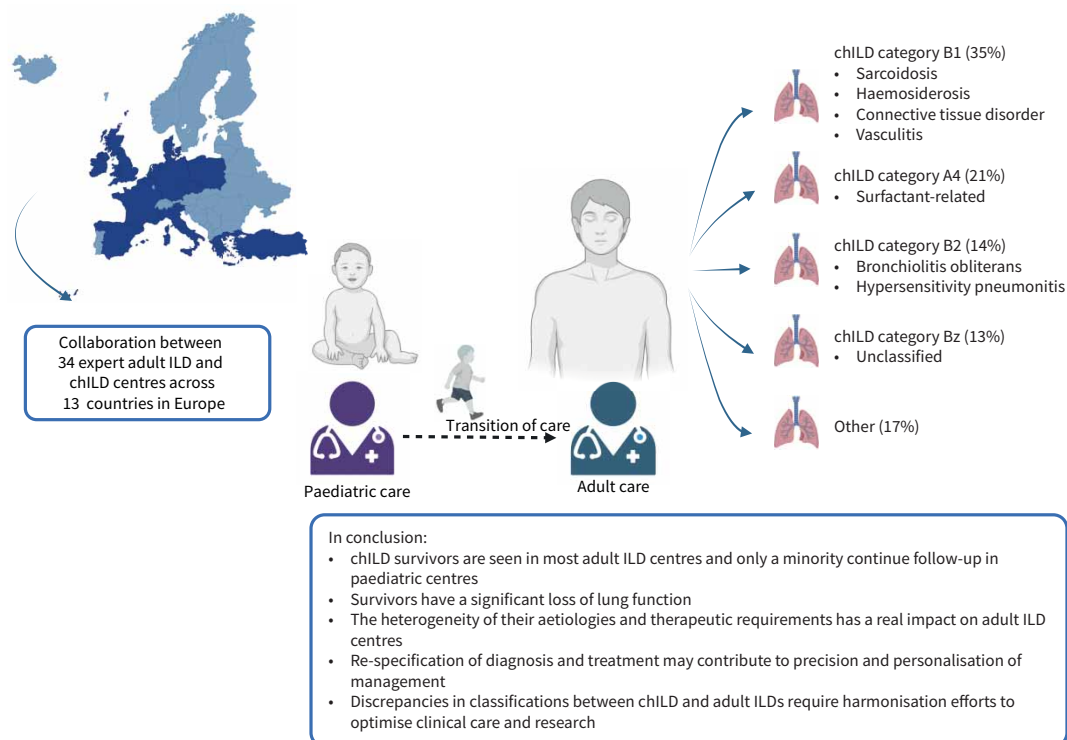 Collaboration between
34 expert adult ILD and
chILD centres across
13 countries in Europe
Paediatric care
Transition of care
Adult care
chILD category B1 (35%)
• Sarcoidosis
• Haemosiderosis
• Connective tissue disorder
• Vasculitis
chILD category A4 (21%)
• Surfactant-related
chILD category B2 (14%)
• Bronchiolitis obliterans
• Hypersensitivity pneumonitis
chILD category Bz (13%)
• Unclassified
Other (17%)
In conclusion:
• chILD survivors are seen in most adult ILD centres and only a minority continue follow-up in
paediatric centres
• Survivors have a significant loss of lung function
• The heterogeneity of their aetiologies and therapeutic requirements has a real impact on adult ILD
centres
• Re-specification of diagnosis and treatment may contribute to precision and personalisation of
management
• Discrepancies in classifications between chILD and adult ILDs require harmonisation efforts to
optimise clinical care and research